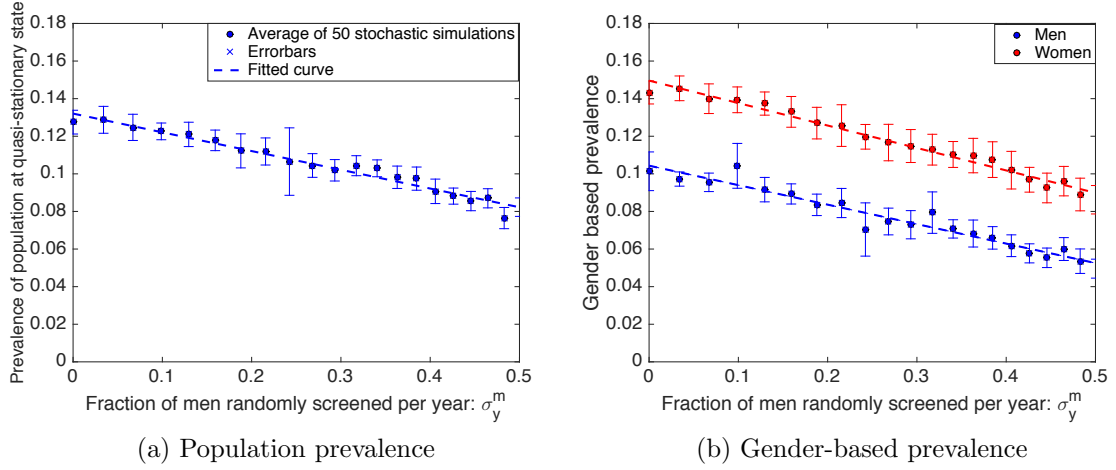 Prevalence of population at quasi-stationary state
0.18
0.16
0.14
0.12
0.1
0.08
0.06
0.04
0.02
0
Average of 50 stochastic simulations
Errorbars
Fitted curve
0 0.1 0.2 0.3 0.4 0.5
Fraction of men randomly screened per year: σ_y^m
(a) Population prevalence
Gender based prevalence
0.18
0.16
0.14
0.12
0.1
0.08
0.06
0.04
0.02
0
Men
Women
0 0.1 0.2 0.3 0.4 0.5
Fraction of men randomly screened per year: σ_y^m
(b) Gender-based prevalence